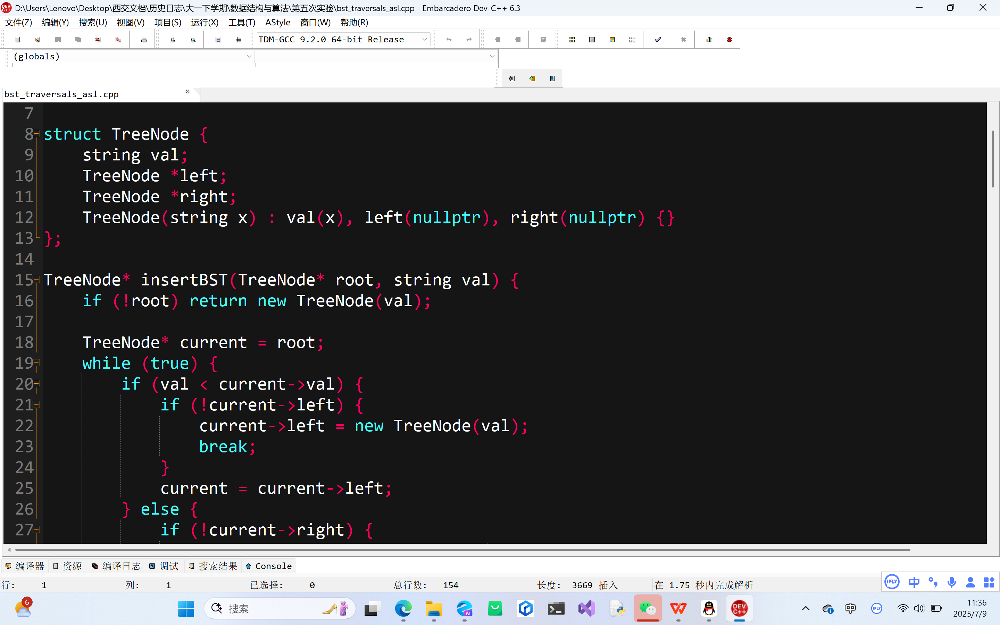 D:\Users\Lenovo\Desktop\西交文档\历史日志\大一下学期\数据结构与算法\第五次实验\bst_traversals_asl.cpp - Embarcadero Dev-C++ 6.3
文件(Z) 编辑(Y) 搜索(U) 视图(V) 项目(S) 运行(X) 工具(T) AStyle 窗口(W) 帮助(R)
TDM-GCC 9.2.0 64-bit Release
(globals)
bst_traversals_asl.cpp
7
8 struct TreeNode {
9     string val;
10     TreeNode *left;
11     TreeNode *right;
12     TreeNode(string x) : val(x), left(nullptr), right(nullptr) {}
13 };
14
15 TreeNode* insertBST(TreeNode* root, string val) {
16     if (!root) return new TreeNode(val);
17
18     TreeNode* current = root;
19     while (true) {
20         if (val < current->val) {
21             if (!current->left) {
22                 current->left = new TreeNode(val);
23                 break;
24             }
25             current = current->left;
26         } else {
27             if (!current->right) {
编译器 资源 编译日志 调试 搜索结果 Console
行: 1 列: 1 已选择: 0 总行数: 154 长度: 3669 插入 在 1.75 秒内完成解析
iFLY 中
6
搜索
AI
DEV C++
中
iFLY
11:36
2025/7/9